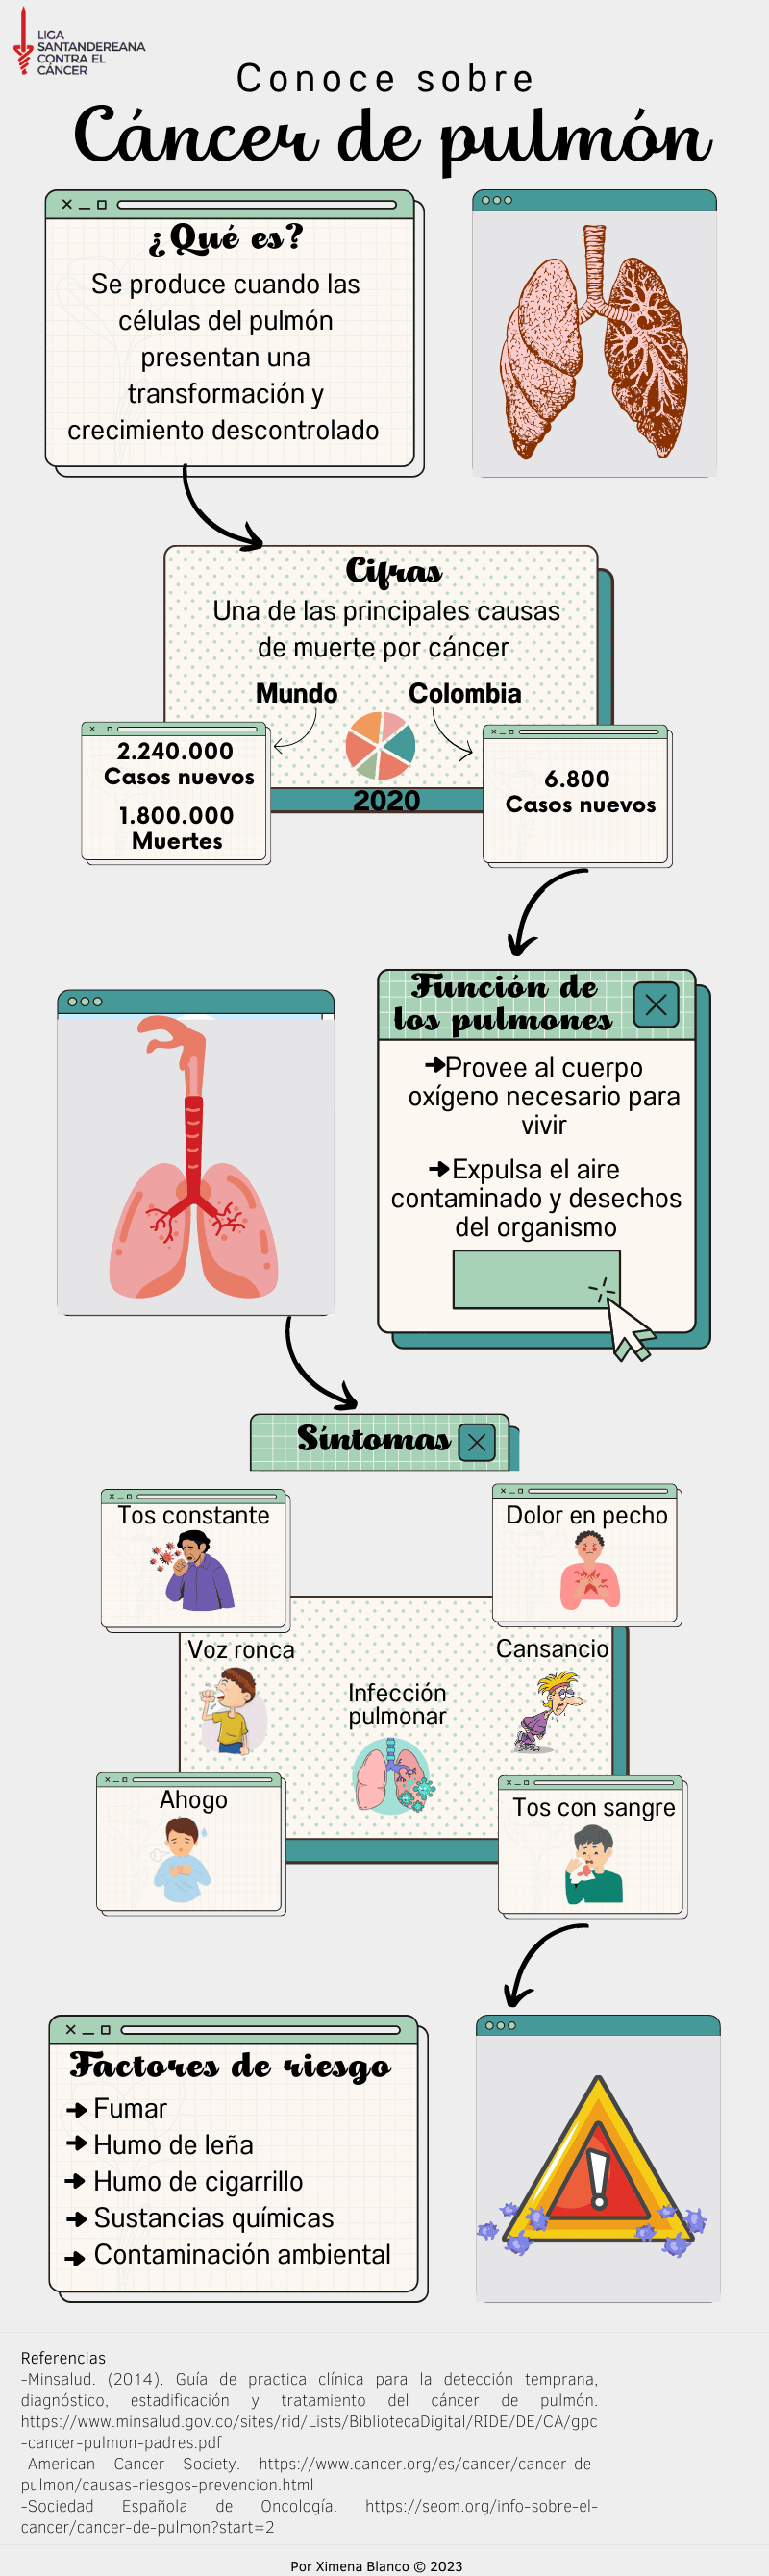 LIGA
SANTANDEREANA
CONTRA EL
CÁNCER
Conoce sobre
Cáncer de pulmón
¿Qué es?
Se produce cuando las
células del pulmón
presentan una
transformación y
crecimiento descontrolado
Cifras
Una de las principales causas
de muerte por cáncer
Mundo
Colombia
2.240.000
Casos nuevos
1.800.000
Muertes
6.800
Casos nuevos
2020
Función de
los pulmones
Provee al cuerpo
oxígeno necesario para
vivir
Expulsa el aire
contaminado y desechos
del organismo
Síntomas
Tos constante
Dolor en pecho
Voz ronca
Cansancio
Infección
pulmonar
Ahogo
Tos con sangre
Factores de riesgo
Fumar
Humo de leña
Humo de cigarrillo
Sustancias químicas
Contaminación ambiental
Referencias
-Minsalud. (2014). Guía de practica clínica para la detección temprana,
diagnóstico, estadificación y tratamiento del cáncer de pulmón.
https://www.minsalud.gov.co/sites/rid/Lists/BibliotecaDigital/RIDE/DE/CA/gpc
-cancer-pulmon-padres.pdf
-American Cancer Society. https://www.cancer.org/es/cancer/cancer-de-
pulmon/causas-riesgos-prevencion.html
-Sociedad Española de Oncología. https://seom.org/info-sobre-el-
cancer/cancer-de-pulmon?start=2
Por Ximena Blanco © 2023